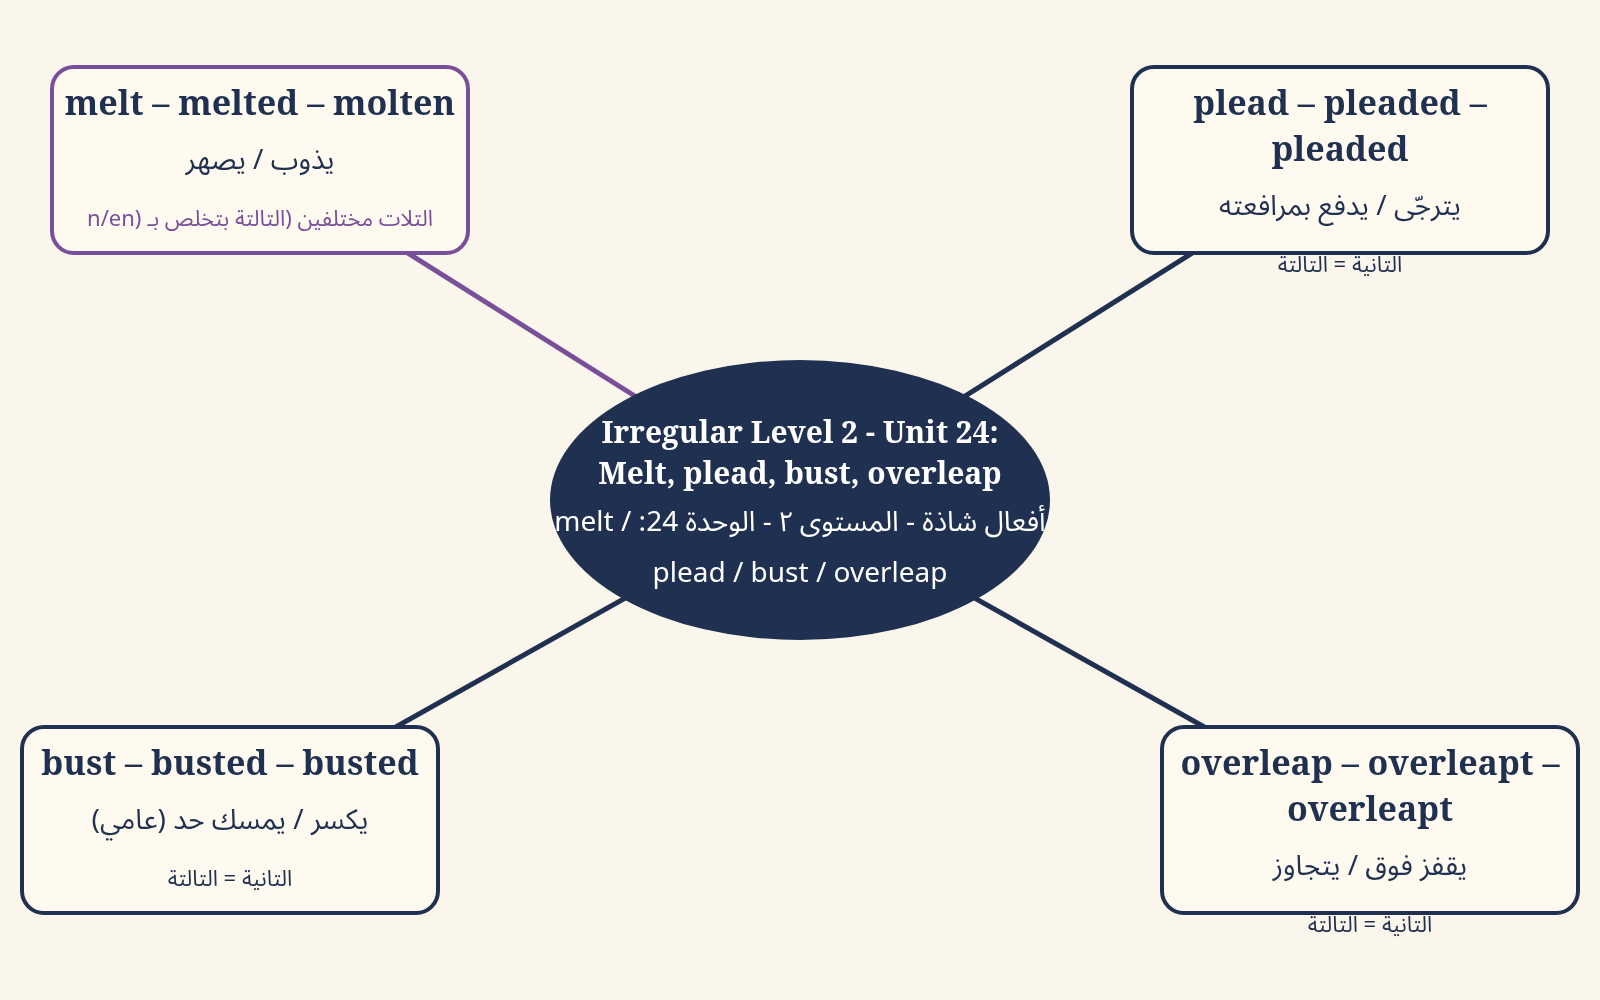 melt – melted – molten
يذوب / يصهر
التلات مختلفين (التالتة بتخلص بـ n/en)
plead – pleaded –
pleaded
يترجّى / يدفع بمرافعته
التانية = التالتة
Irregular Level 2 - Unit 24:
Melt, plead, bust, overleap
أفعال شاذة - المستوى ٢ - الوحدة 24: / melt
plead / bust / overleap
bust – busted – busted
يكسر / يمسك حد (عامي)
التانية = التالتة
overleap – overleapt –
overleapt
يقفز فوق / يتجاوز
التانية = التالتة